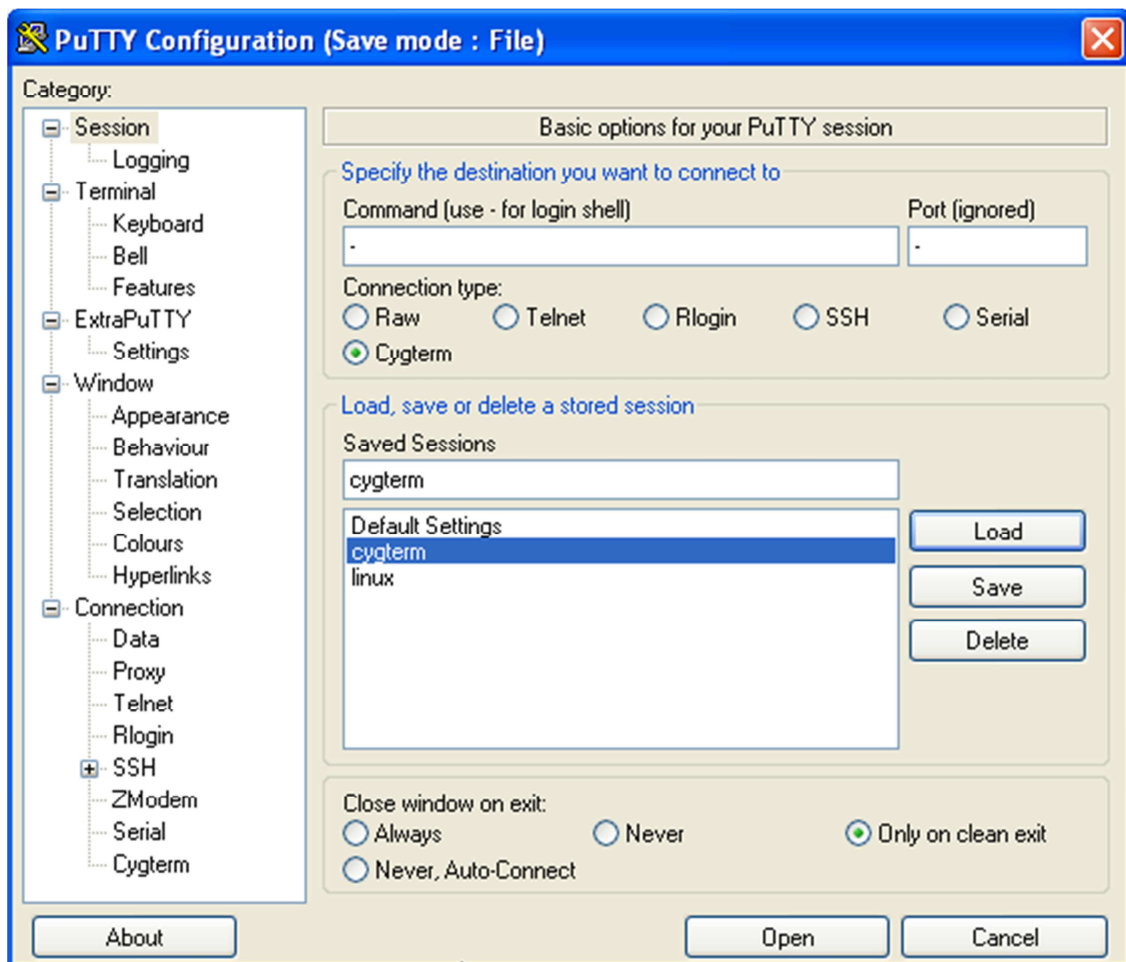 PuTTY Configuration (Save mode : File)
Category:
Session
Logging
Terminal
Keyboard
Bell
Features
ExtraPuTTY
Settings
Window
Appearance
Behaviour
Translation
Selection
Colours
Hyperlinks
Connection
Data
Proxy
Telnet
Rlogin
SSH
ZModem
Serial
Cygterm
Basic options for your PuTTY session
Specify the destination you want to connect to
Command (use - for login shell) Port (ignored)
- -
Connection type:
Raw Telnet Rlogin SSH Serial
Cygterm
Load, save or delete a stored session
Saved Sessions
cygterm
Default Settings
cygterm
linux
Load
Save
Delete
Close window on exit:
Always Never Only on clean exit
Never, Auto-Connect
About Open Cancel